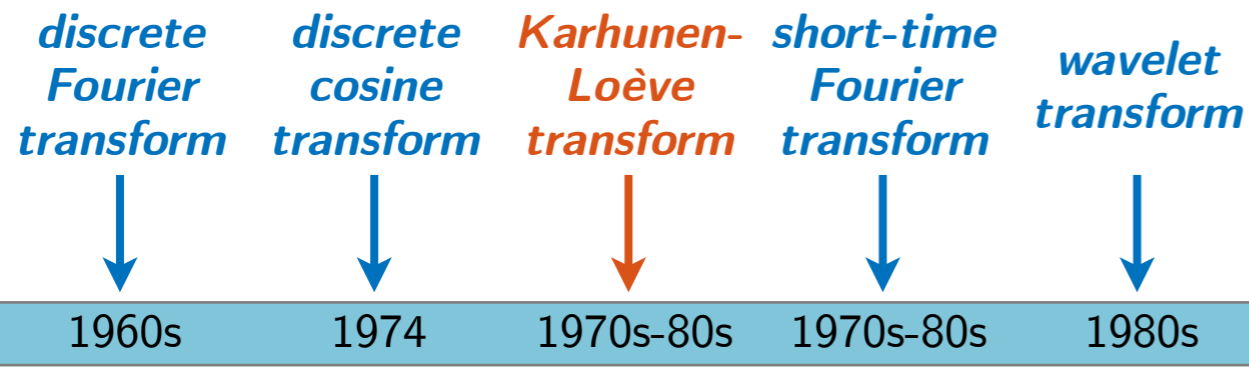 discrete
Fourier
transform
discrete
cosine
transform
Karhunen-
Loève
transform
short-time
Fourier
transform
wavelet
transform
1960s
1974
1970s-80s
1970s-80s
1980s